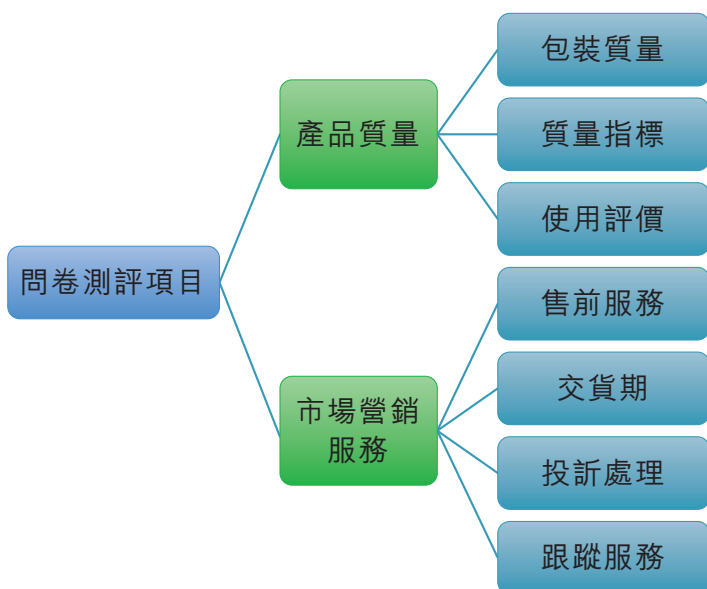 問卷測評項目
產品質量
包裝質量
質量指標
使用評價
市場營銷
服務
售前服務
交貨期
投訴處理
跟蹤服務